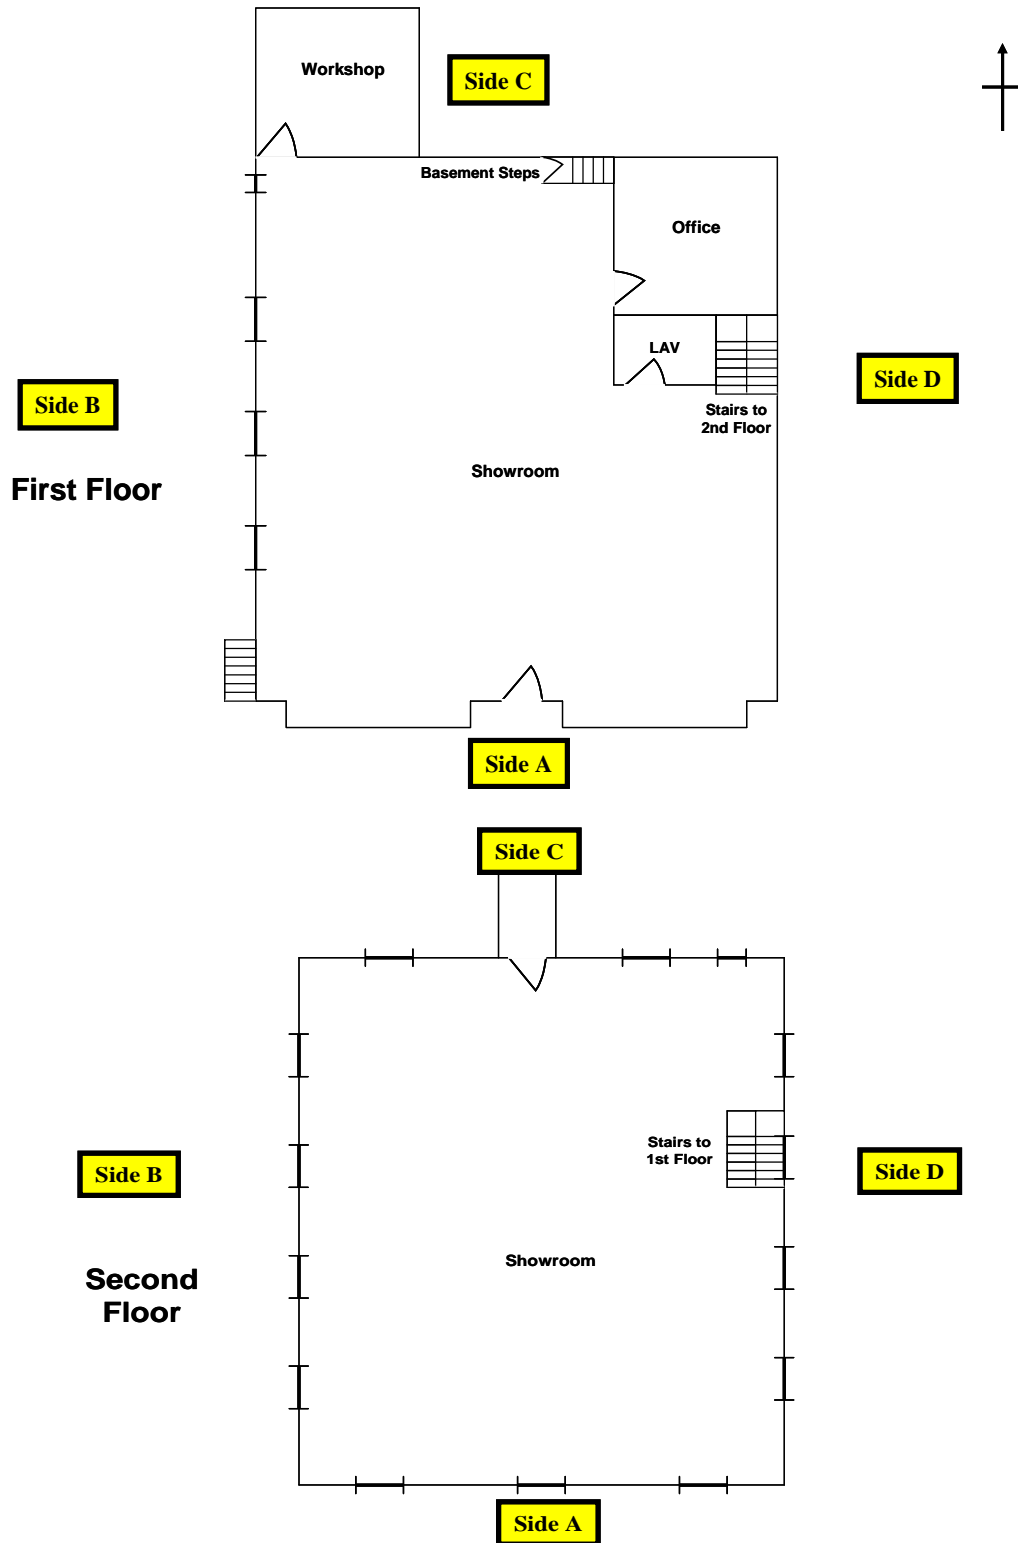 Workshop
Side C
Basement Steps
Office
LAV
Side D
Side B
Stairs to
2nd Floor
Showroom
First Floor
Side A
Side C
Stairs to
1st Floor
Side B
Side D
Showroom
Second
Floor
Side A